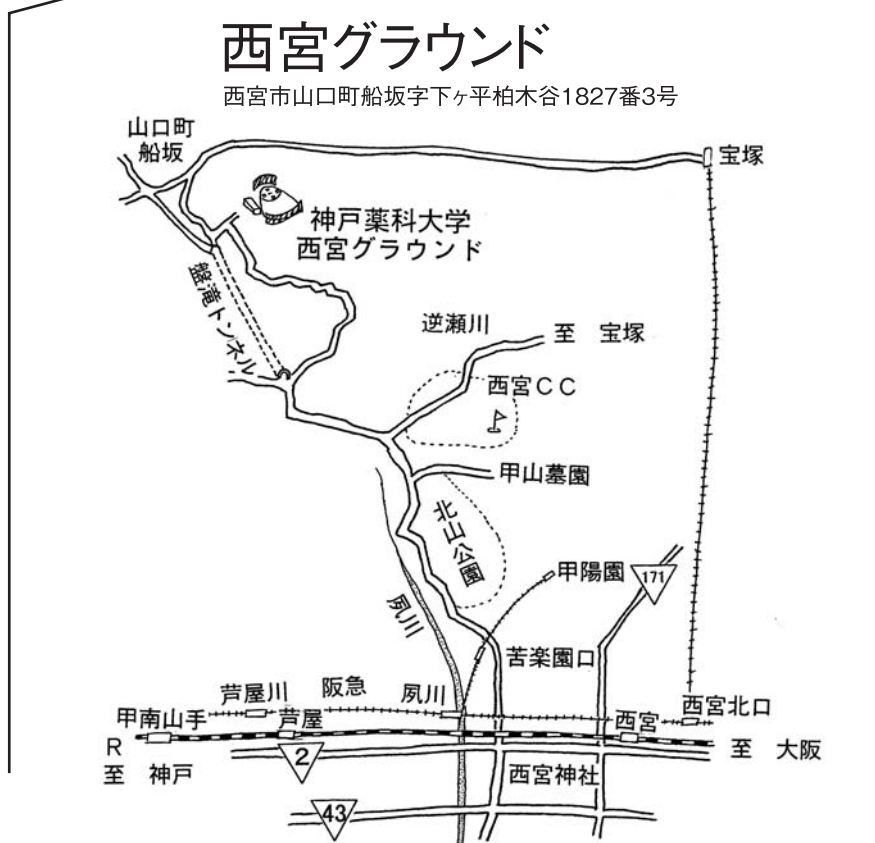 西宮グラウンド
西宮市山口町船坂字下ヶ平柏木谷1827番3号
山口町
船坂
宝塚
神戸薬科大学
西宮グラウンド
盤滝トンネル
逆瀬川
至 宝塚
西宮CC
甲山墓園
北山公園
甲陽園
171
夙川
苦楽園口
芦屋川
阪急
夙川
西宮北口
甲南山手
芦屋
西宮
R
至 神戸
2
至 大阪
西宮神社
43